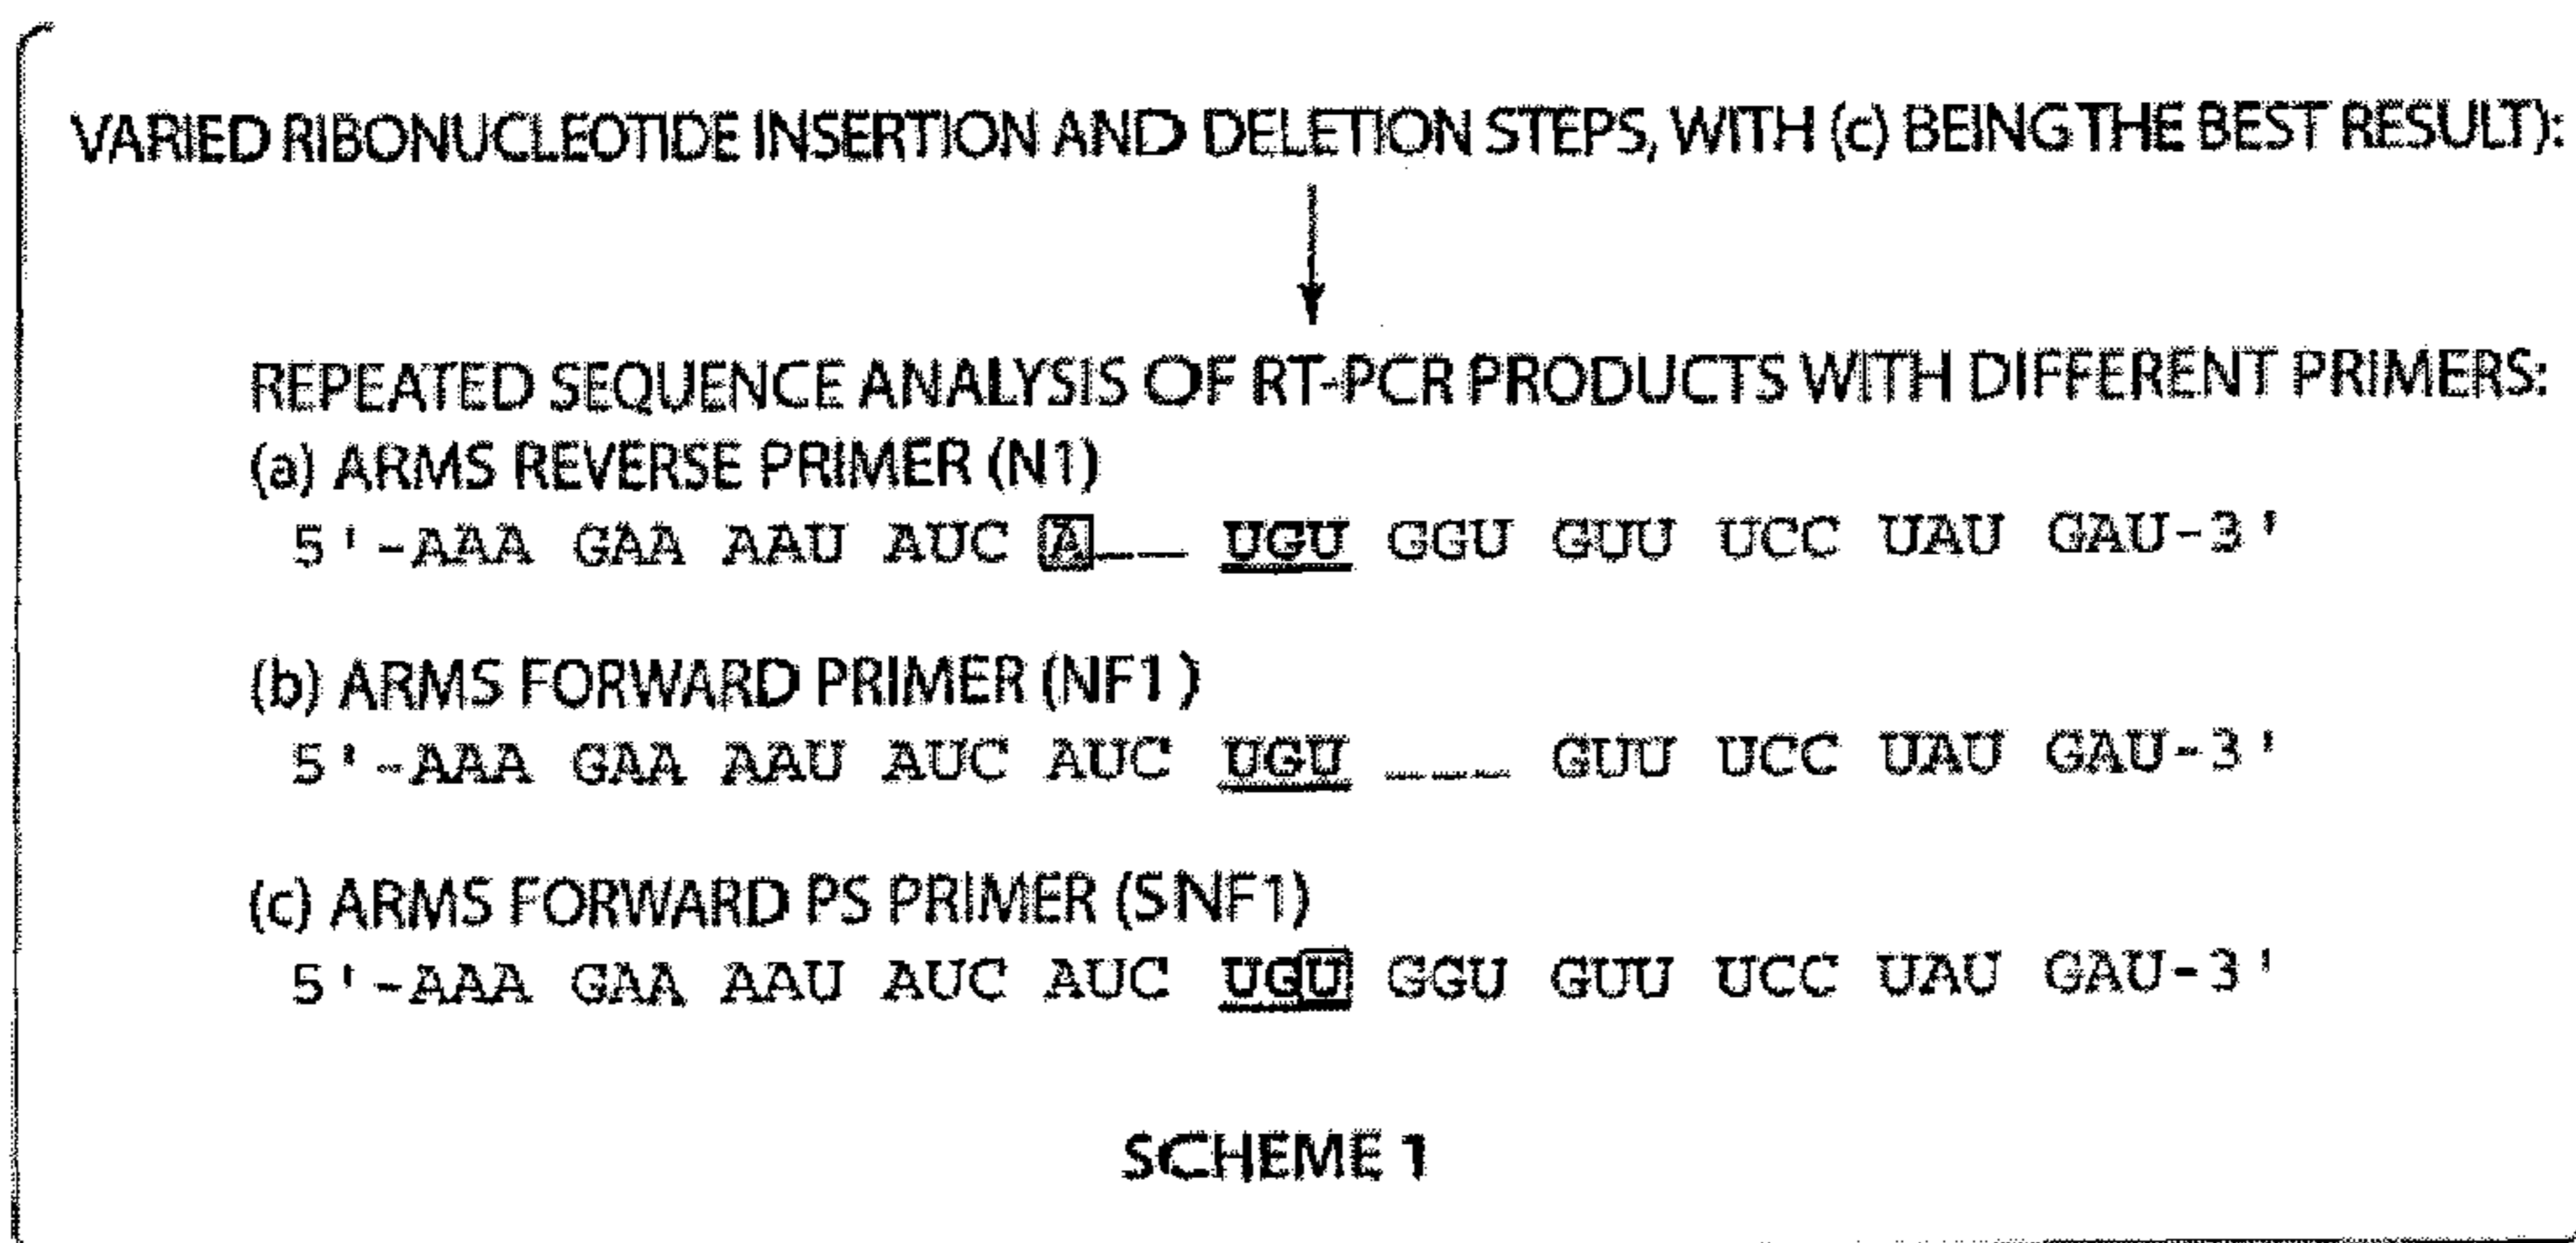 VARIED RIBONUCLEOTIDE INSERTION AND DELETION STEPS, WITH (c) BEING THE BEST RESULT):
REPEATED SEQUENCE ANALYSIS OF RT-PCR PRODUCTS WITH DIFFERENT PRIMERS:
(a) ARMS REVERSE PRIMER (N1)
5'-AAA GAA AAU AUC A__ UGU GGU GUU UCC UAU GAU-3'
(b) ARMS FORWARD PRIMER (NF1 )
5'-AAA GAA AAU AUC AUC UGU ___ GUU UCC UAU GAU-3'
(c) ARMS FORWARD PS PRIMER (SNF1)
5'-AAA GAA AAU AUC AUC UGU GGU GUU UCC UAU GAU-3'
SCHEME 1